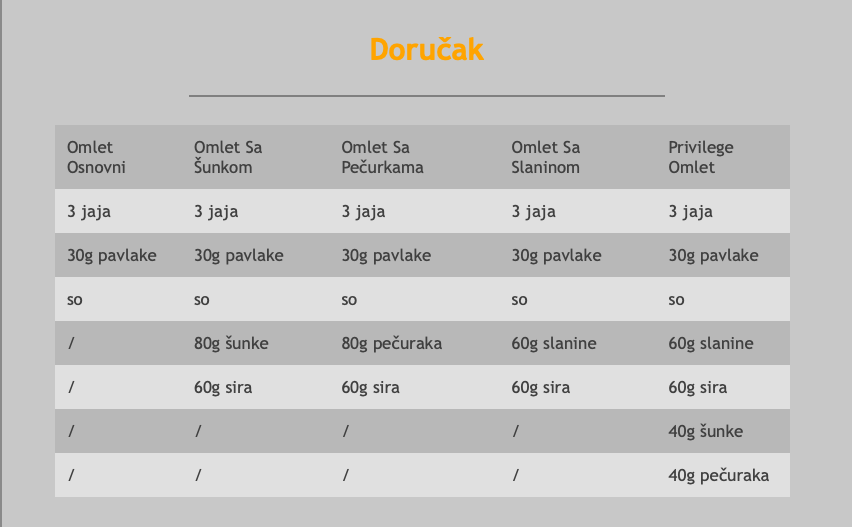 Doručak
Omlet Osnovni Omlet Sa Šunkom Omlet Sa Pečurkama Omlet Sa Slaninom Privilege Omlet
3 jaja 3 jaja 3 jaja 3 jaja 3 jaja
30g pavlake 30g pavlake 30g pavlake 30g pavlake 30g pavlake
so so so so so
/ 80g šunke 80g pečuraka 60g slanine 60g slanine
/ 60g sira 60g sira 60g sira 60g sira
/ / / / 40g šunke
/ / / / 40g pečuraka